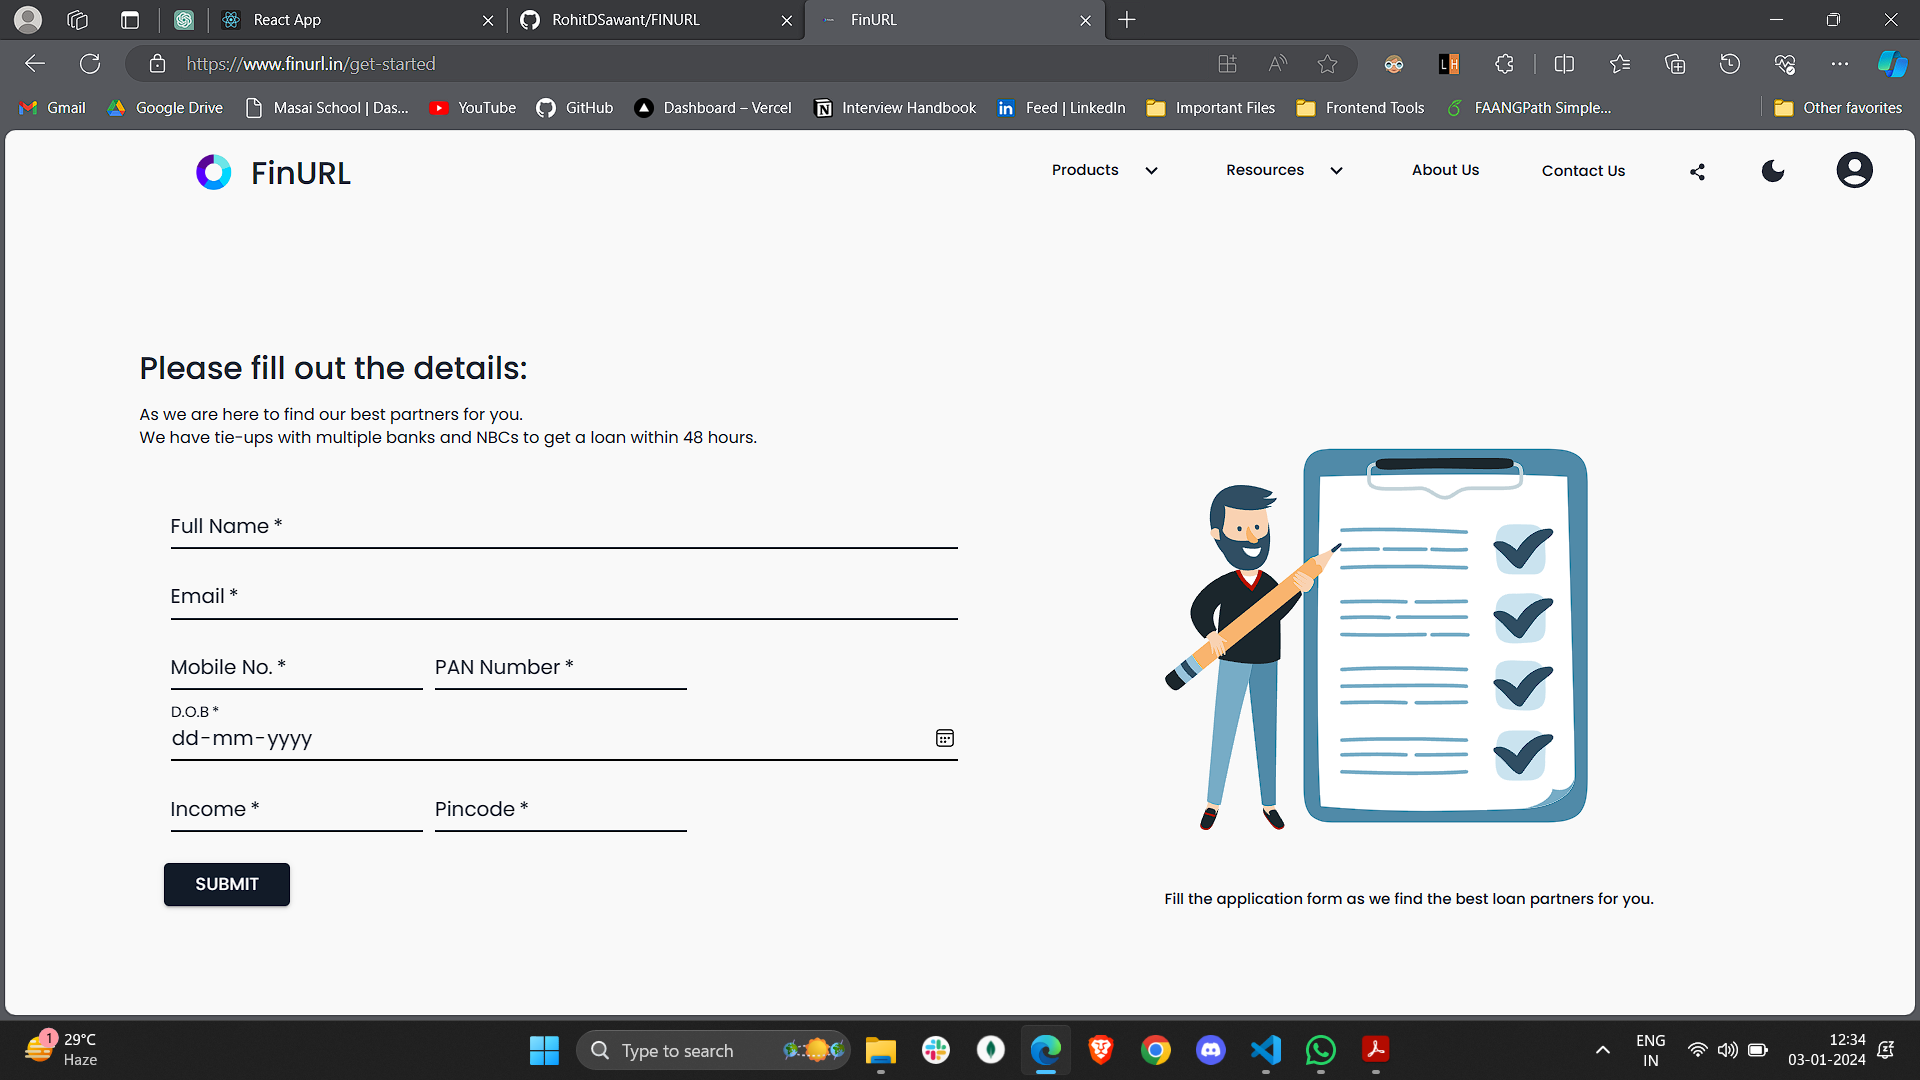 React App
RohitDSawant/FINURL
FinURL
https://www.finurl.in/get-started
LH
Gmail
Google Drive
Masai School | Das...
YouTube
GitHub
Dashboard – Vercel
Interview Handbook
Feed | LinkedIn
Important Files
Frontend Tools
FAANGPath Simple...
Other favorites
FinURL
Products
Resources
About Us
Contact Us
Please fill out the details:
As we are here to find our best partners for you.
We have tie-ups with multiple banks and NBCs to get a loan within 48 hours.
Full Name *
Email *
Mobile No. *
PAN Number *
D.O.B *
dd-mm-yyyy
Income *
Pincode *
SUBMIT
Fill the application form as we find the best loan partners for you.
1
29°C
Haze
Type to search
ENG
IN
12:34
03-01-2024